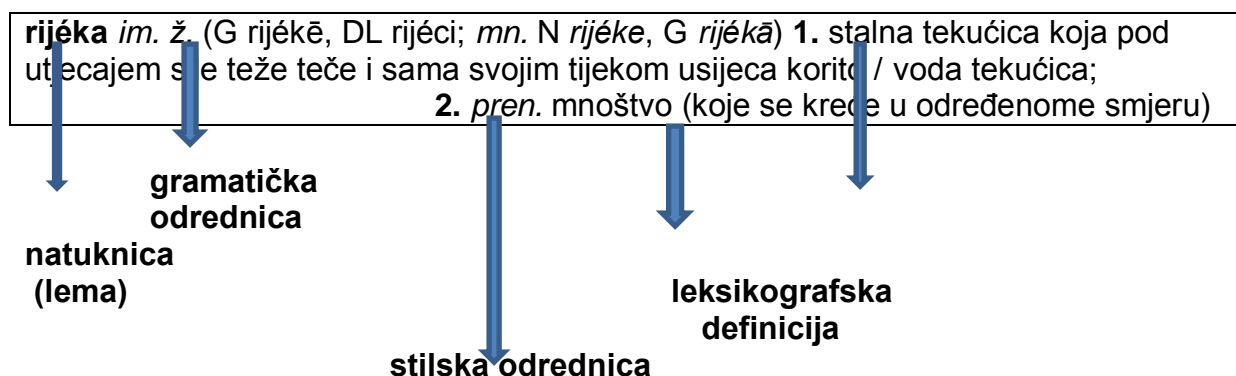 rijéka im. ž. (G rijékē, DL rijéci; mn. N rijéke, G rijékā) 1. stalna tekućica koja pod
utjecajem sile teže teče i sama svojim tijekom usijeca korito / voda tekućica;
2. pren. mnoštvo (koje se krede u određenome smjeru)
gramatička
odrednica
natuknica
(lema)
leksikografska
definicija
stilska odrednica